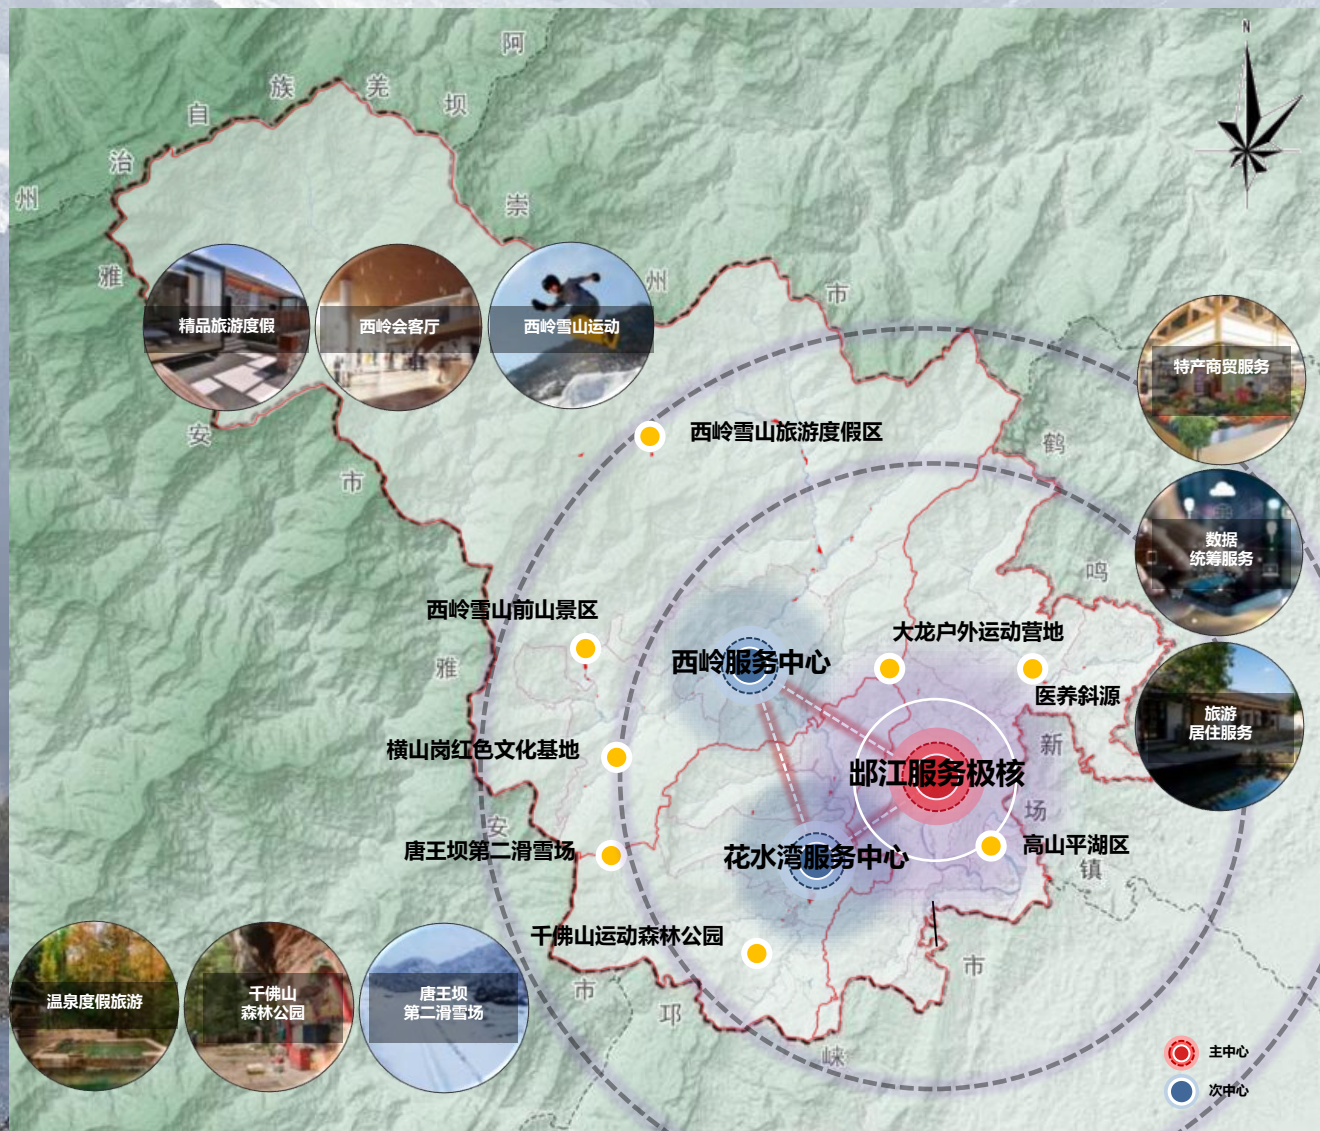 N
阿
族
羌
坝
自
治
州
崇
雅
州
市
精品旅游度假
西岭会客厅
西岭雪山运动
特产商贸服务
安
市
西岭雪山旅游度假区
鹤
数据
统筹服务
鸣
西岭雪山前山景区
大龙户外运动营地
西岭服务中心
雅
医养斜源
旅游
居住服务
新
横山岗红色文化基地
邮江服务极核
场
安
唐王坝第二滑雪场
花水湾服务中心
高山平湖区
镇
千佛山运动森林公园
市
市
温泉度假旅游
千佛山
森林公园
唐王坝
第二滑雪场
邛
崃
主中心
次中心